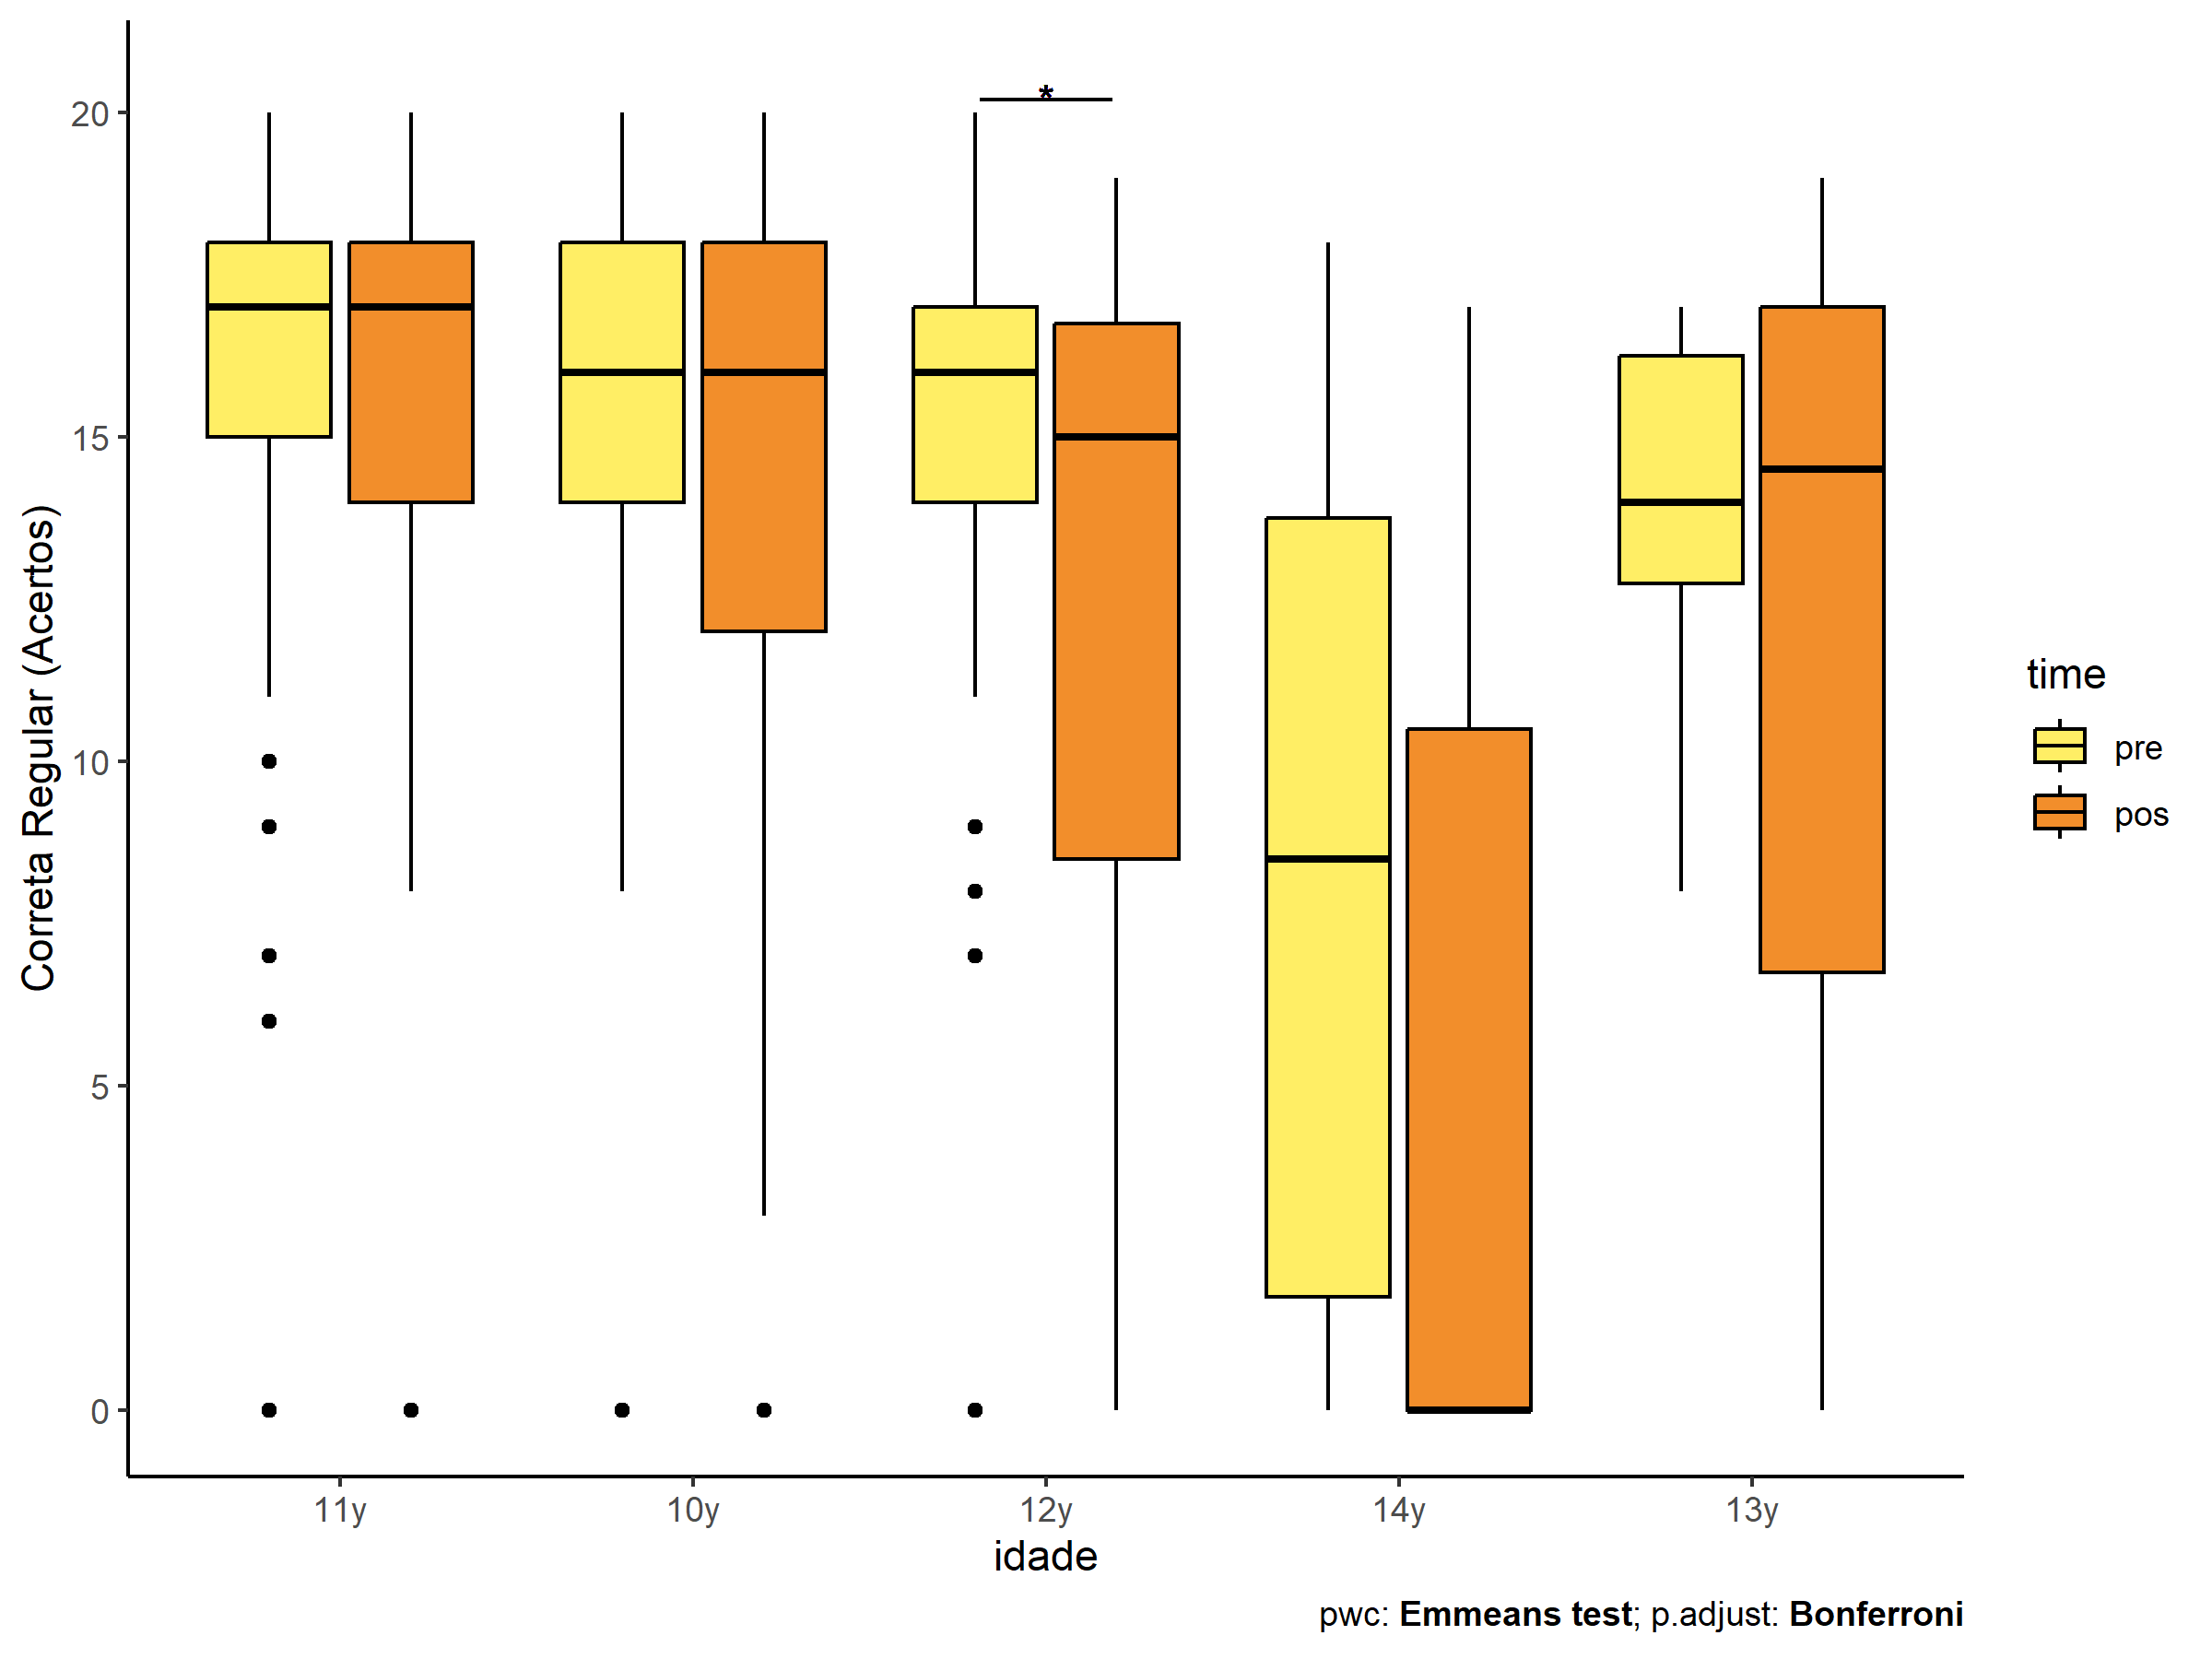 *
20
15
10
5
0
Correta Regular (Acertos)
11y
10y
12y
14y
13y
idade
time
pre
pos
pwc: Emmeans test; p.adjust: Bonferroni